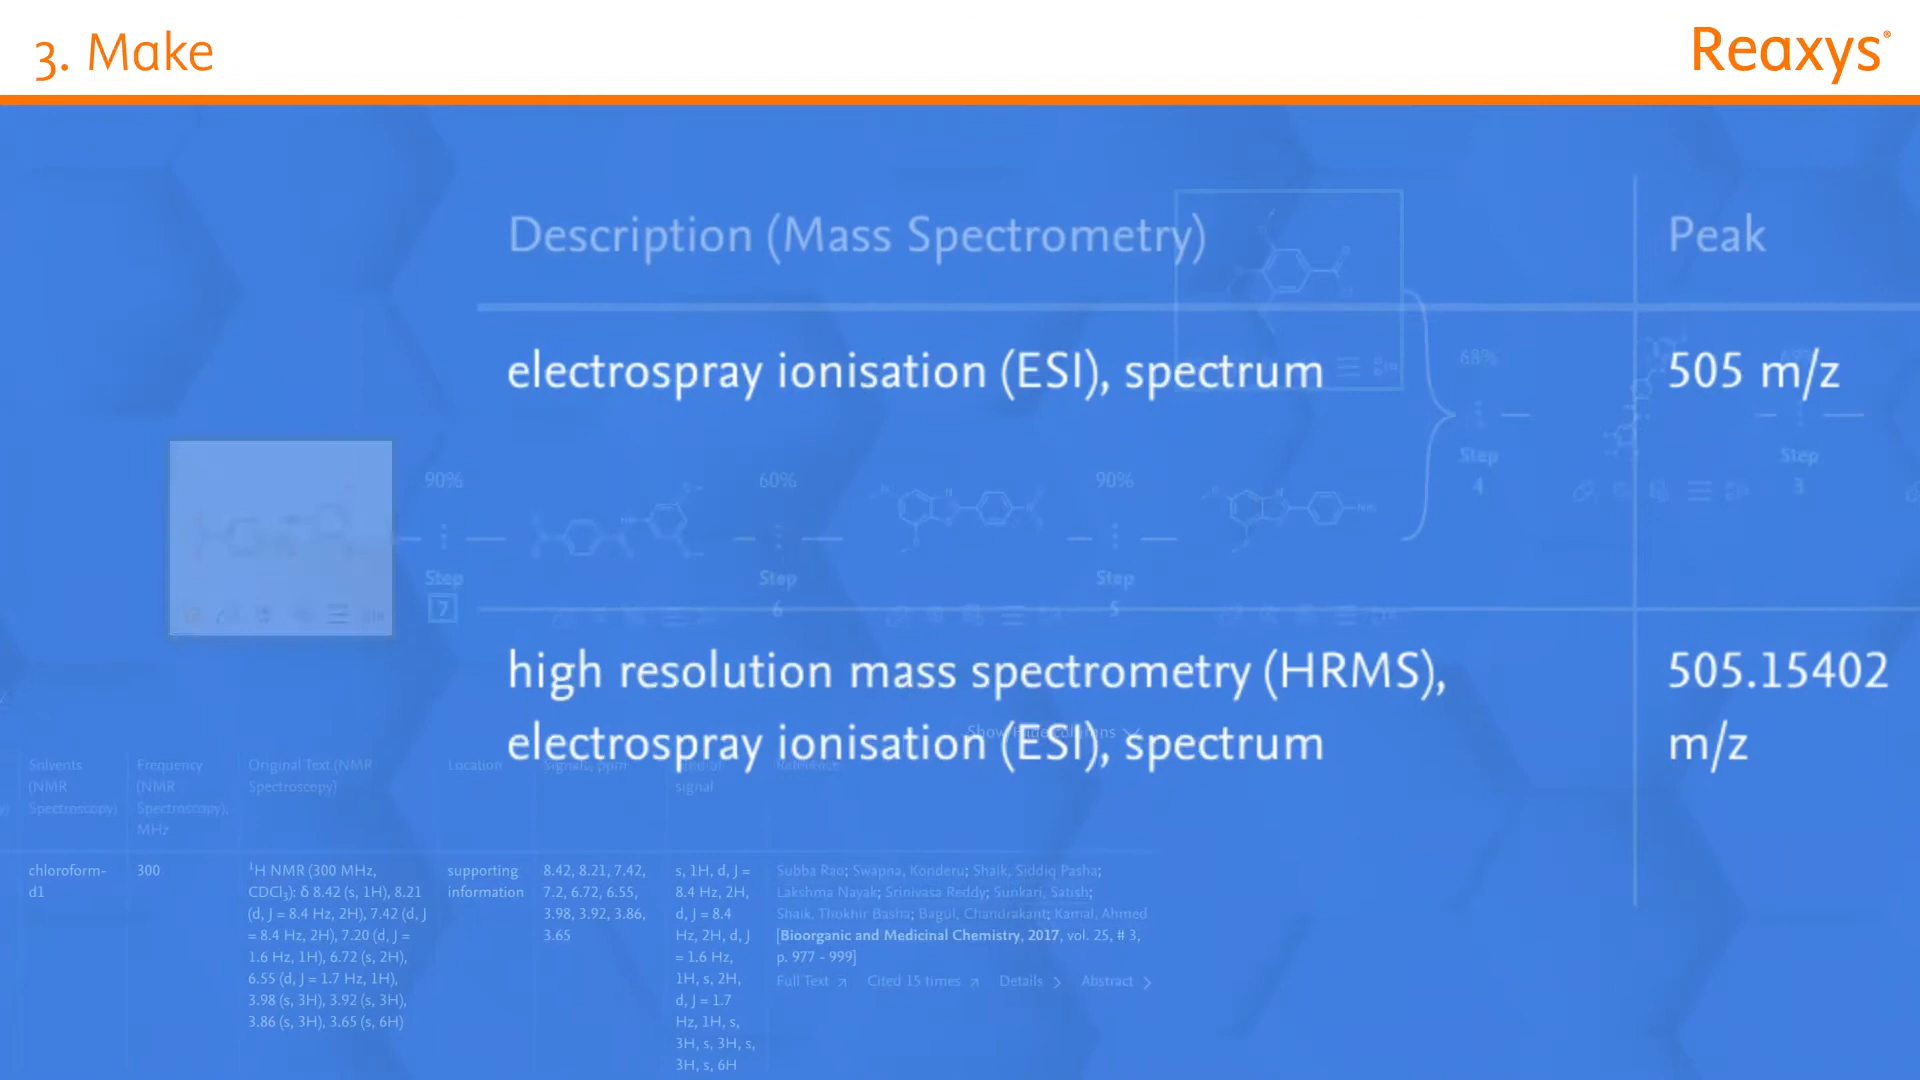 3. Make
Reaxys®
Description (Mass Spectrometry)
Peak
electrospray ionisation (ESI), spectrum
505 m/z
68%
Step
4
Step
3
90%
Step
7
60%
Step
6
90%
Step
5
high resolution mass spectrometry (HRMS),
electrospray ionisation (ESI), spectrum
505.15402
m/z
Solvents
(NMR
Spectroscopy)
Frequency
(NMR
Spectroscopy),
MHz
Original Text (NMR
Spectroscopy)
Location
Signals, ppm
signal
Reference
chloroform-
d1
300
¹H NMR (300 MHz,
CDCl₃): δ 8.42 (s, 1H), 8.21
(d, J = 8.4 Hz, 2H), 7.42 (d, J
= 8.4 Hz, 2H), 7.20 (d, J =
1.6 Hz, 1H), 6.72 (s, 2H),
6.55 (d, J = 1.7 Hz, 1H),
3.98 (s, 3H), 3.92 (s, 3H),
3.86 (s, 3H), 3.65 (s, 6H)
supporting
information
8.42, 8.21, 7.42,
7.2, 6.72, 6.55,
3.98, 3.92, 3.86,
3.65
s, 1H, d, J =
8.4 Hz, 2H,
d, J = 8.4
Hz, 2H, d, J
= 1.6 Hz,
1H, s, 2H,
d, J = 1.7
Hz, 1H, s,
3H, s, 3H, s,
3H, s, 6H
Subba Rao; Swapna, Konderu; Shaik, Siddiq Pasha;
Lakshma Nayak; Srinivasa Reddy; Sunkari, Satish;
Shaik, Thokhir Basha; Bagul, Chandrakant; Kamal, Ahmed
[Bioorganic and Medicinal Chemistry, 2017, vol. 25, # 3,
p. 977 - 999]
Full Text
Cited 15 times
Details
Abstract